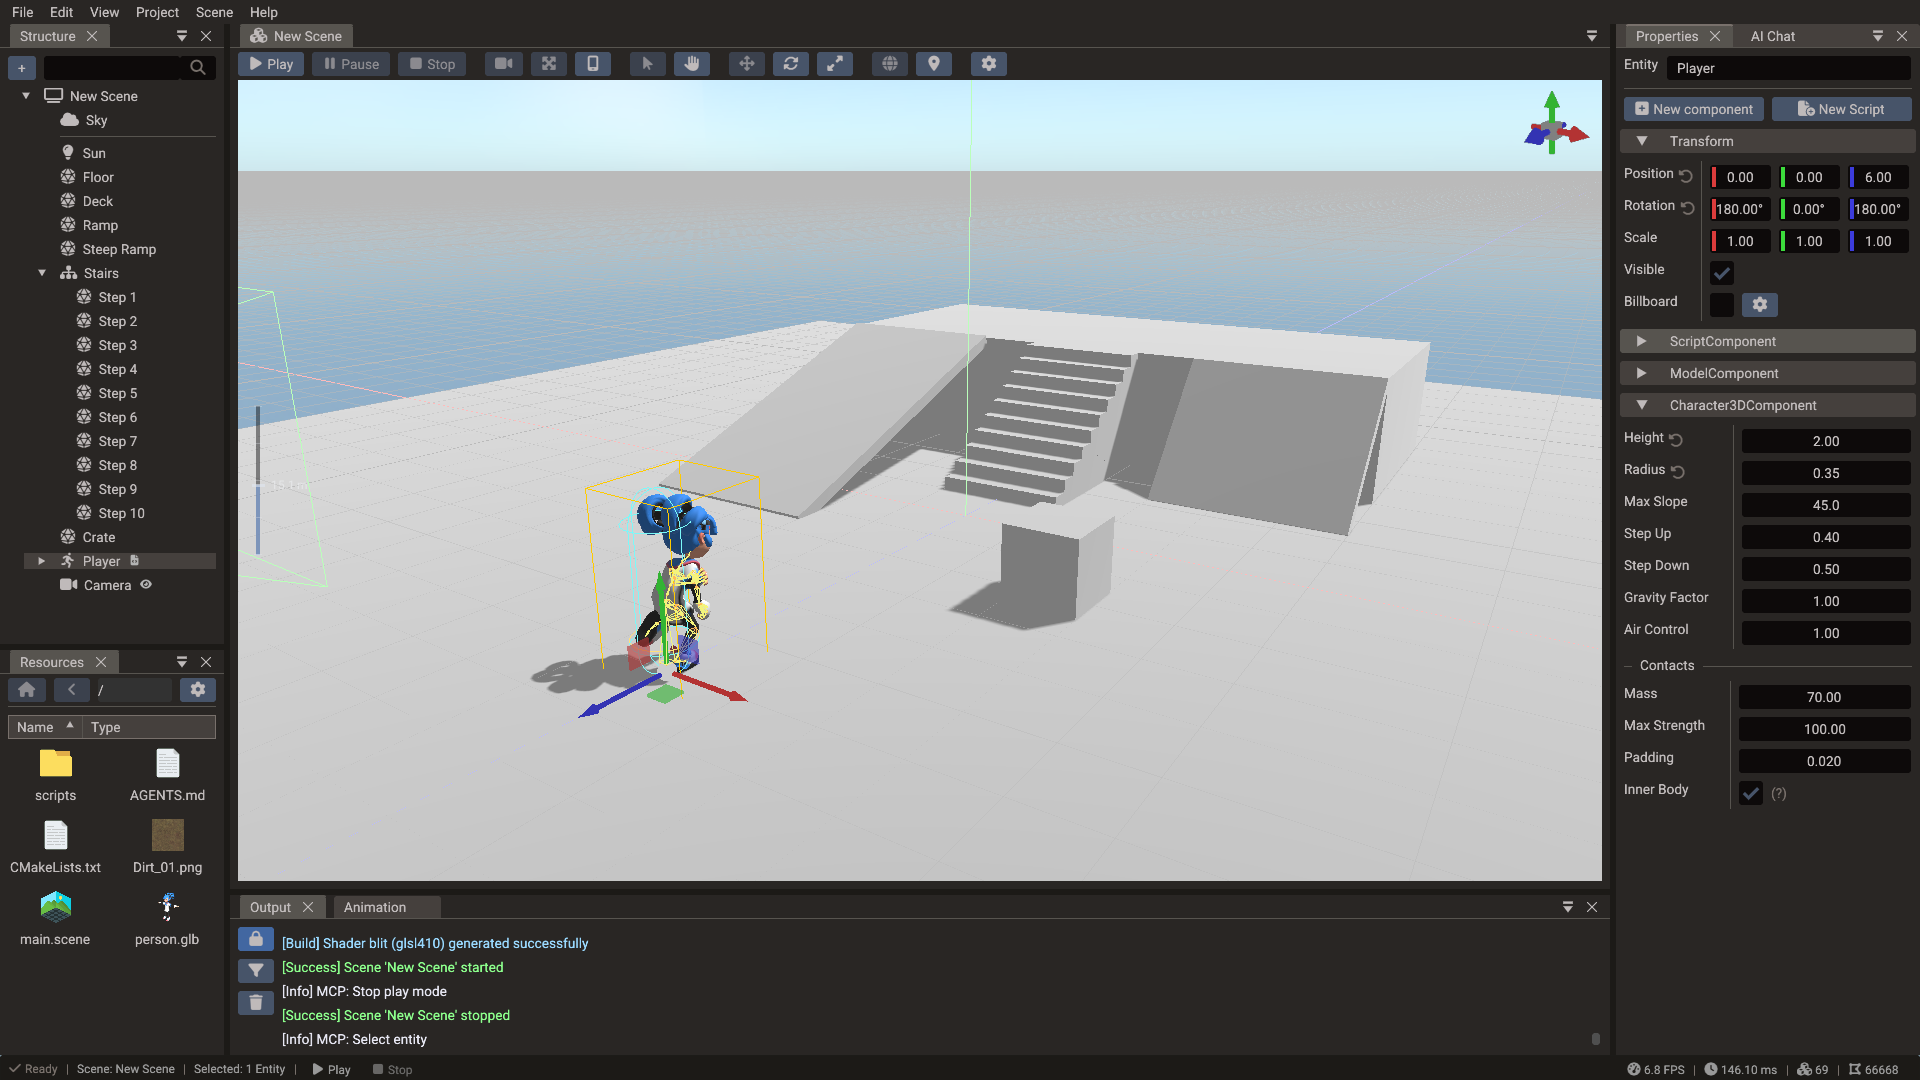 File Edit View Project Scene Help
Structure
New Scene
Sky
Sun
Floor
Deck
Ramp
Steep Ramp
Stairs
Step 1
Step 2
Step 3
Step 4
Step 5
Step 6
Step 7
Step 8
Step 9
Step 10
Crate
Player
Camera
Resources
/
Name Type
scripts AGENTS.md
CMakeLists.txt Dirt_01.png
main.scene person.glb
New Scene
Play Pause Stop
Output Animation
[Build] Shader blit (glsl410) generated successfully
[Success] Scene 'New Scene' started
[Info] MCP: Stop play mode
[Success] Scene 'New Scene' stopped
[Info] MCP: Select entity
Properties AI Chat
Entity Player
New component New Script
Transform
Position 0.00 0.00 6.00
Rotation 180.00° 0.00° 180.00°
Scale 1.00 1.00 1.00
Visible
Billboard
ScriptComponent
ModelComponent
Character3DComponent
Height 2.00
Radius 0.35
Max Slope 45.0
Step Up 0.40
Step Down 0.50
Gravity Factor 1.00
Air Control 1.00
Contacts
Mass 70.00
Max Strength 100.00
Padding 0.020
Inner Body (?)
Ready | Scene: New Scene | Selected: 1 Entity | Play Stop
6.8 FPS | 146.10 ms | 69 | 66668